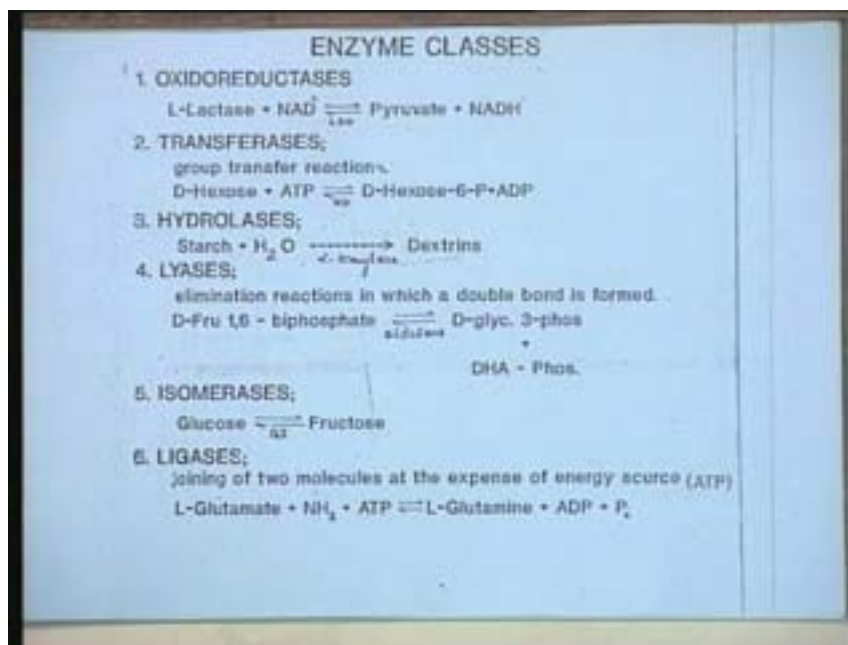 ENZYME CLASSES
1. OXIDOREDUCTASES
L-Lactase + NAD+ ⇌ Pyruvate + NADH
2. TRANSFERASES;
group transfer reactions.
D-Hexose + ATP ⇌ D-Hexose-6-P+ADP
3. HYDROLASES;
Starch + H2O ----------> Dextrins
4. LYASES;
elimination reactions in which a double bond is formed.
D-Fru 1,6 - biphosphate ⇌ D-glyc. 3-phos
aldolase
+
DHA - Phos.
5. ISOMERASES;
Glucose ⇌ Fructose
6. LIGASES;
joining of two molecules at the expense of energy source (ATP)
L-Glutamate + NH3 + ATP ⇌ L-Glutamine + ADP + Pi